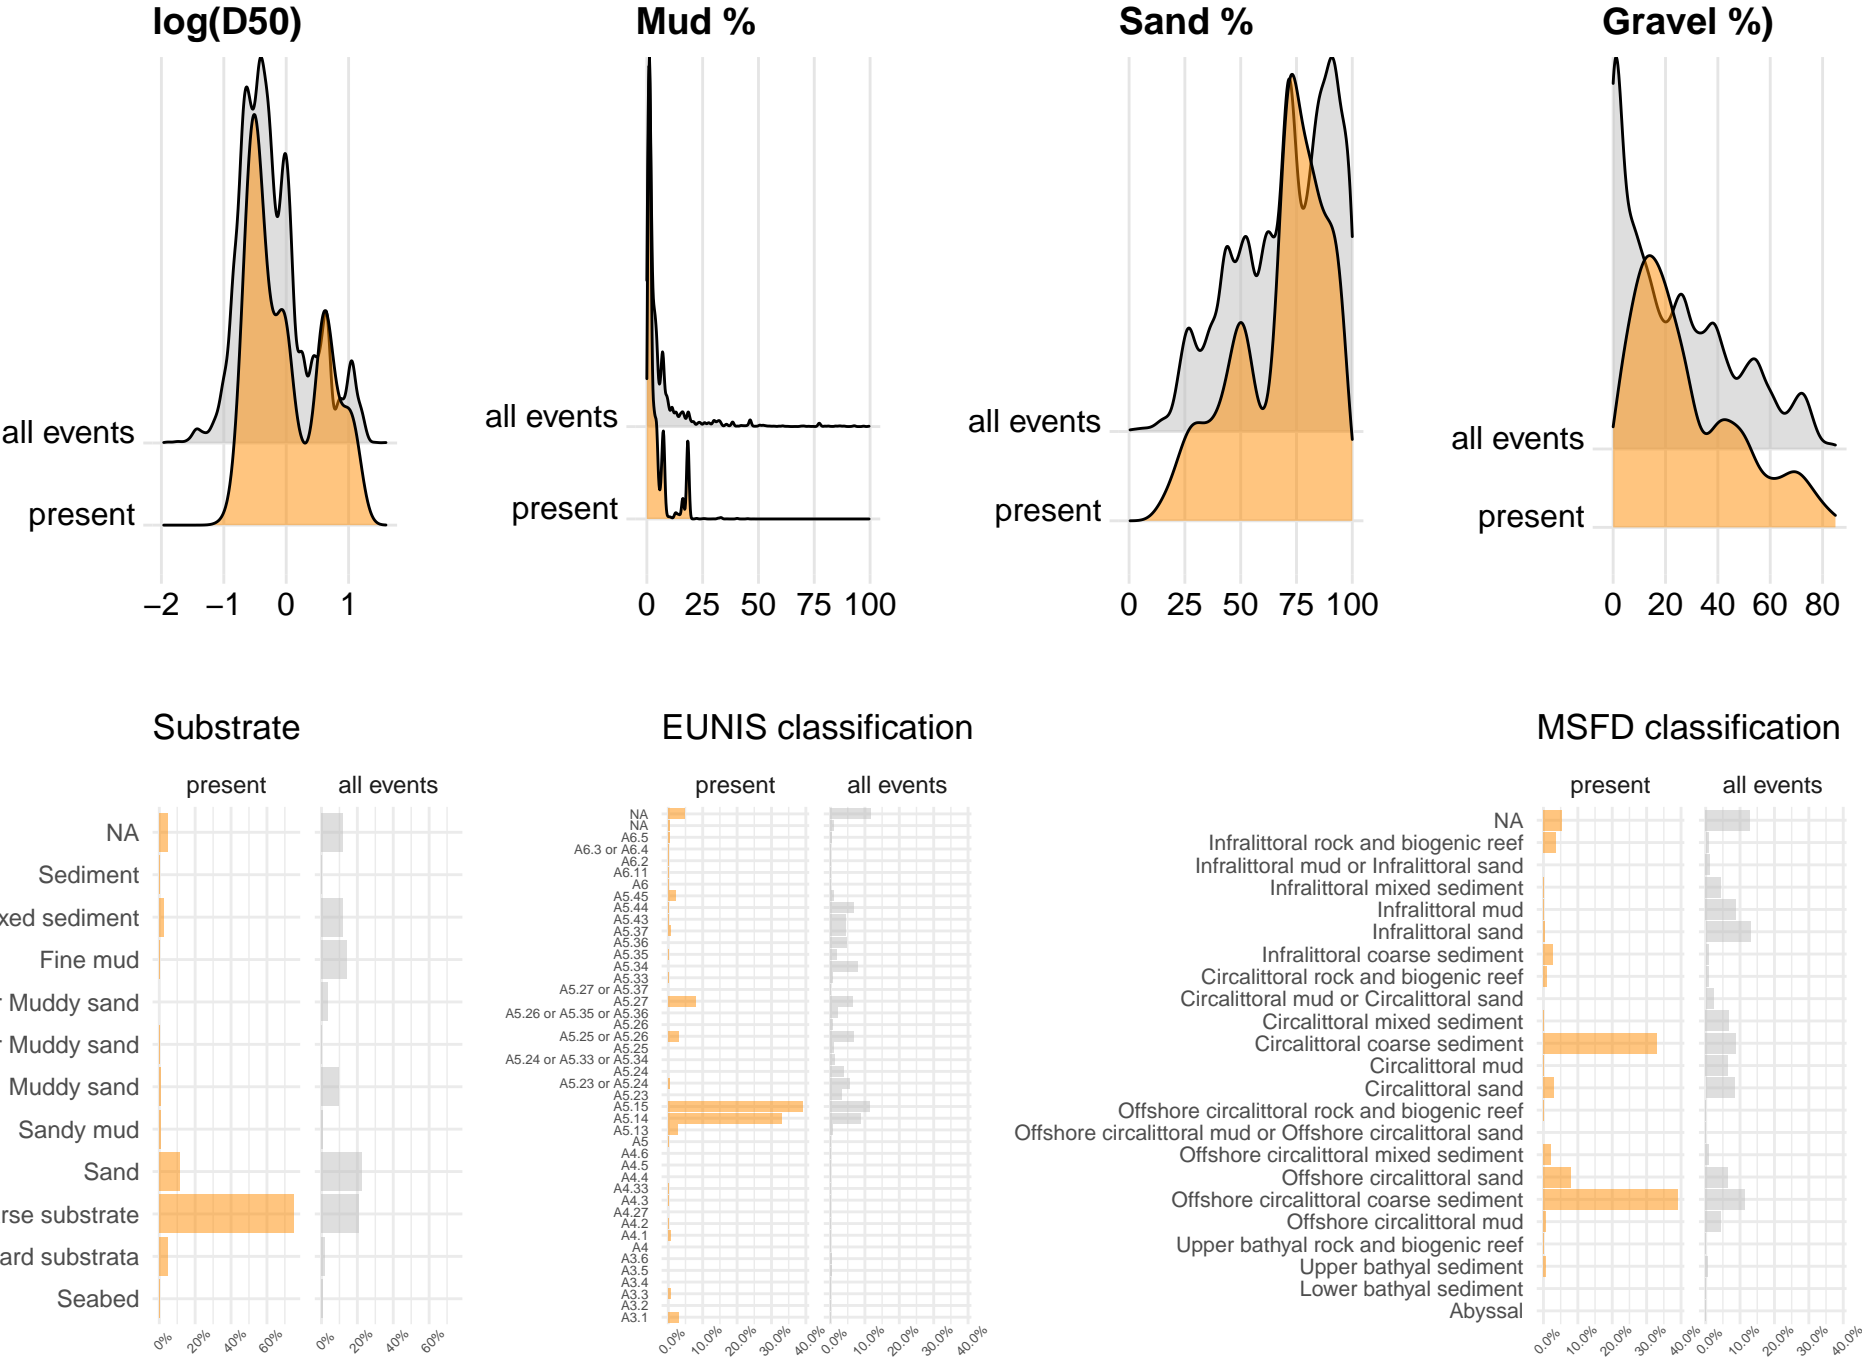 log(D50)
Mud %
Sand %
Gravel %)
all events
present
−2 −1 0 1
all events
present
0 25 50 75 100
all events
present
0 25 50 75 100
all events
present
0 20 40 60 80
Substrate
present all events
NA
Sediment
xed sediment
Fine mud
r Muddy sand
r Muddy sand
Muddy sand
Sandy mud
Sand
rse substrate
ard substrata
Seabed
0% 20% 40% 60% 0% 20% 40% 60%
EUNIS classification
present all events
NA
NA
A6.5
A6.3 or A6.4
A6.2
A6.11
A6
A5.45
A5.44
A5.43
A5.37
A5.36
A5.35
A5.34
A5.33
A5.27 or A5.37
A5.27
A5.26 or A5.35 or A5.36
A5.26
A5.25 or A5.26
A5.25
A5.24 or A5.33 or A5.34
A5.24
A5.23 or A5.24
A5.23
A5.15
A5.14
A5.13
A5
A4.6
A4.5
A4.4
A4.33
A4.3
A4.27
A4.2
A4.1
A4
A3.6
A3.5
A3.4
A3.3
A3.2
A3.1
0.0% 10.0% 20.0% 30.0% 40.0% 0.0% 10.0% 20.0% 30.0% 40.0%
MSFD classification
present all events
NA
Infralittoral rock and biogenic reef
Infralittoral mud or Infralittoral sand
Infralittoral mixed sediment
Infralittoral mud
Infralittoral sand
Infralittoral coarse sediment
Circalittoral rock and biogenic reef
Circalittoral mud or Circalittoral sand
Circalittoral mixed sediment
Circalittoral coarse sediment
Circalittoral mud
Circalittoral sand
Offshore circalittoral rock and biogenic reef
Offshore circalittoral mud or Offshore circalittoral sand
Offshore circalittoral mixed sediment
Offshore circalittoral sand
Offshore circalittoral coarse sediment
Offshore circalittoral mud
Upper bathyal rock and biogenic reef
Upper bathyal sediment
Lower bathyal sediment
Abyssal
0.0% 10.0% 20.0% 30.0% 40.0% 0.0% 10.0% 20.0% 30.0% 40.0%